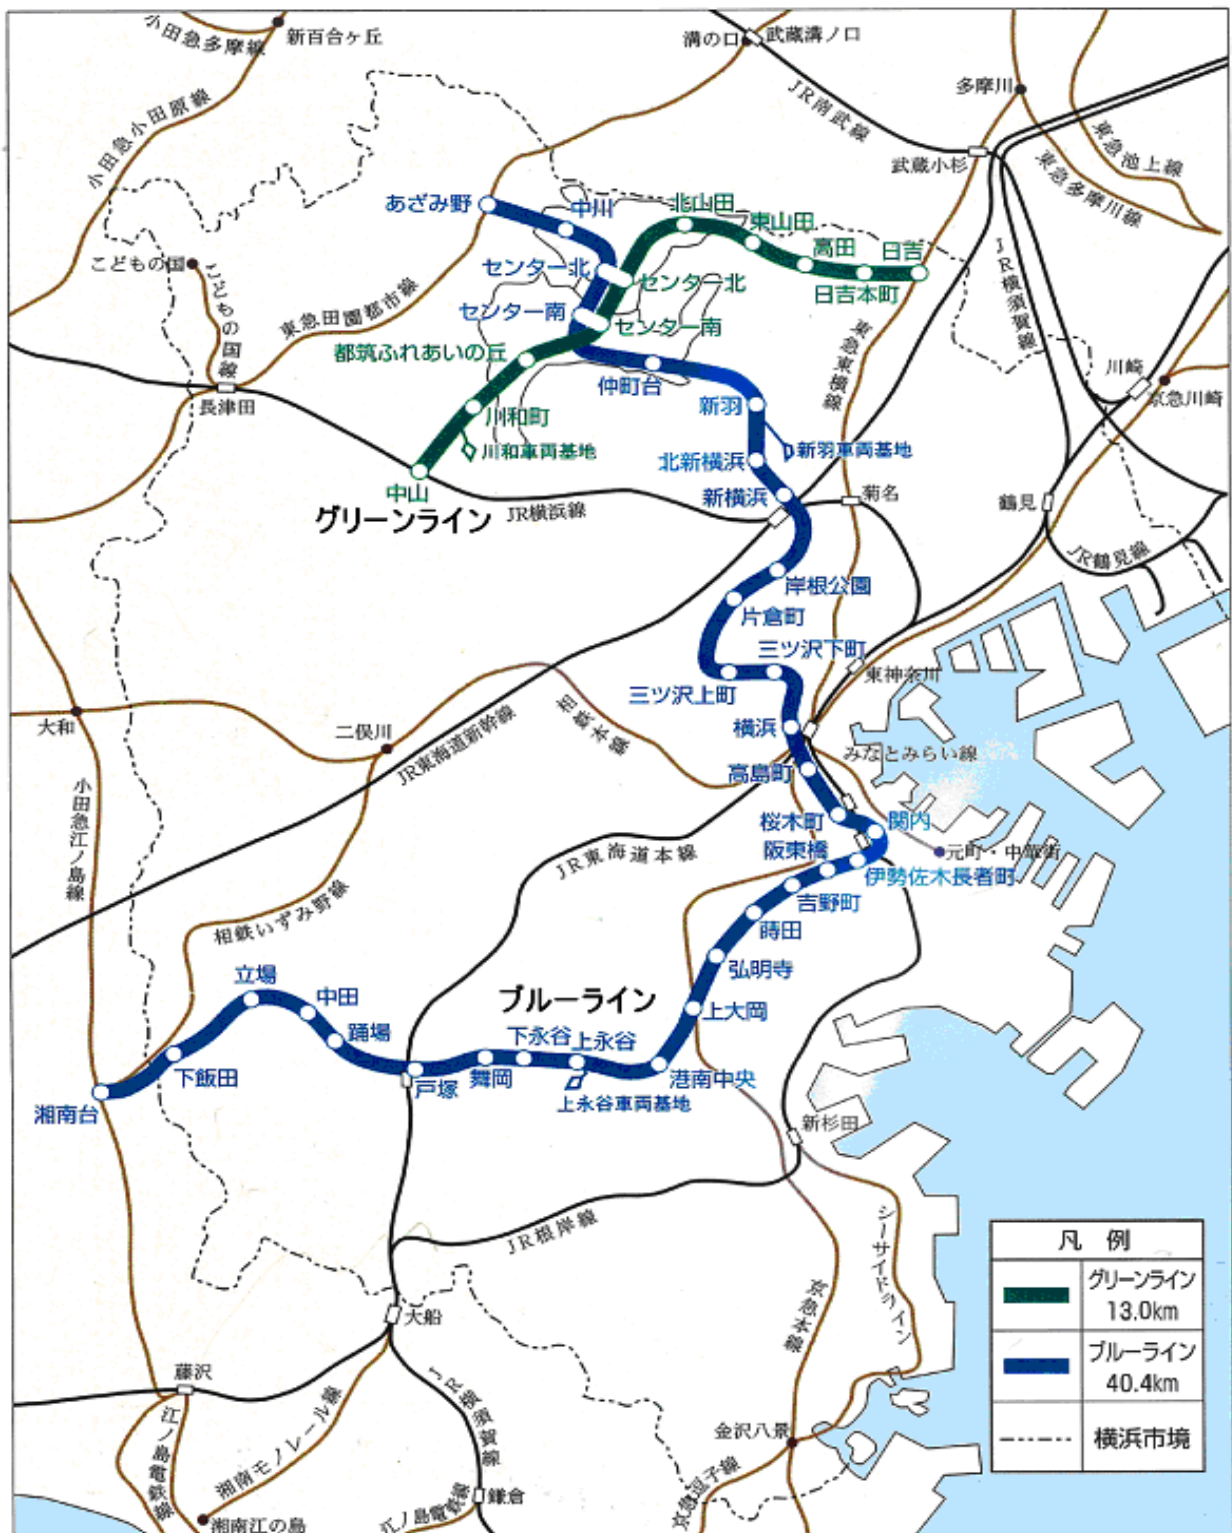 小田急多摩線
新百合ヶ丘
溝の口
武蔵溝ノ口
JR南武線
多摩川
小田急小田原線
武蔵小杉
東急池上線
東急多摩川線
あざみ野
中川
北山田
東山田
高田
日吉
日吉本町
こどもの国
こどもの国線
センター北
センター北
センター南
センター南
東急田園都市線
JR横須賀線
都筑ふれあいの丘
東急東横線
川崎
京急川崎
長津田
仲町台
川和町
新羽
川和車両基地
新羽車両基地
北新横浜
中山
新横浜
菊名
鶴見
グリーンライン
JR横浜線
JR鶴見線
岸根公園
片倉町
三ツ沢下町
東神奈川
三ツ沢上町
大和
二俣川
相鉄本線
横浜
みなとみらい線
JR東海道新幹線
高島町
小田急江ノ島線
桜木町
関内
JR東海道本線
阪東橋
元町・中華街
伊勢佐木長者町
吉野町
相鉄いずみ野線
蒔田
弘明寺
立場
中田
ブルーライン
上大岡
踊場
下永谷
上永谷
下飯田
戸塚
舞岡
港南中央
湘南台
上永谷車両基地
新杉田
JR根岸線
シーサイドライン
京急本線
大船
藤沢
JR横須賀線
江ノ島電鉄線
湘南モノレール線
金沢八景
京急逗子線
鎌倉
江ノ島電鉄線
湘南江の島
凡 例
グリーンライン
13.0km
ブルーライン
40.4km
横浜市境